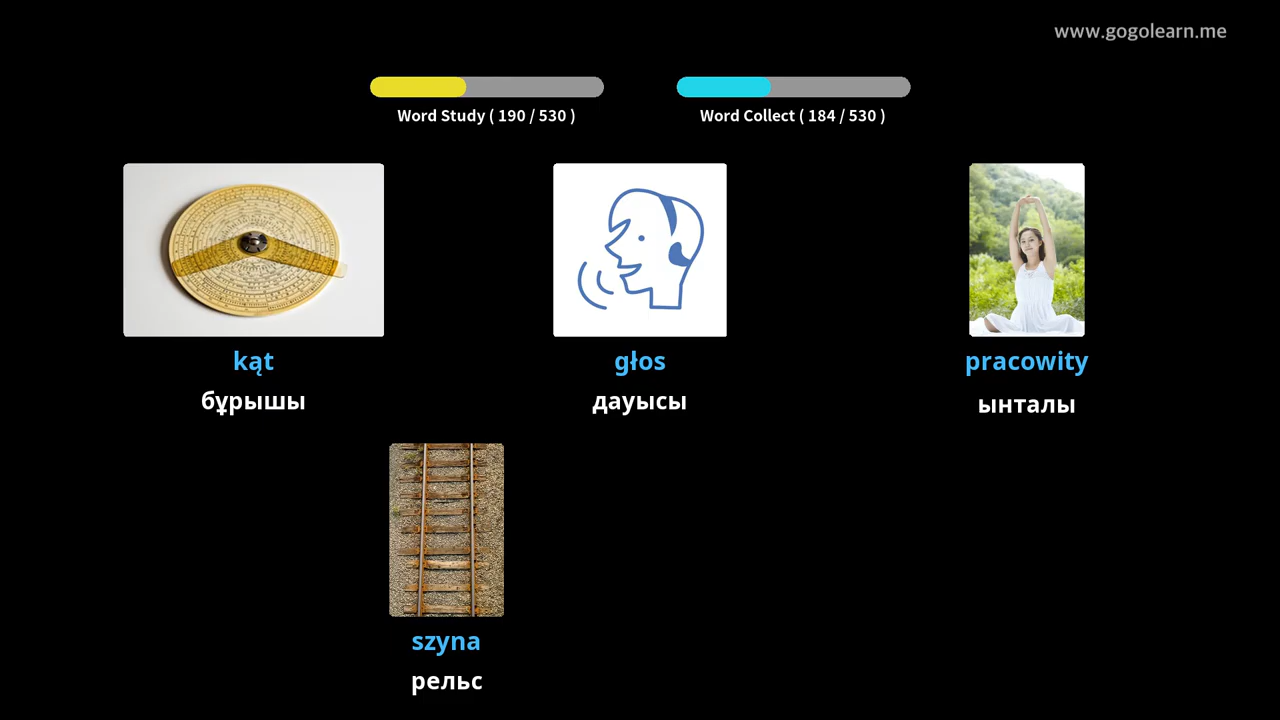 www.gogolearn.me
Word Study ( 190 / 530 )
Word Collect ( 184 / 530 )
kąt
głos
pracowity
бұрышы
дауысы
ынталы
szyna
рельс